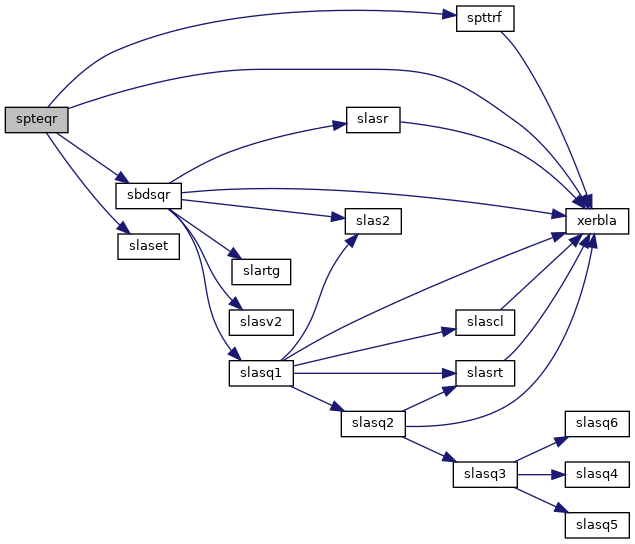 spttrf
spteqr
slasr
sbdsqr
slas2
xerbla
slaset
slartg
slasv2
slascl
slasq1
slasrt
slasq2
slasq6
slasq3
slasq4
slasq5